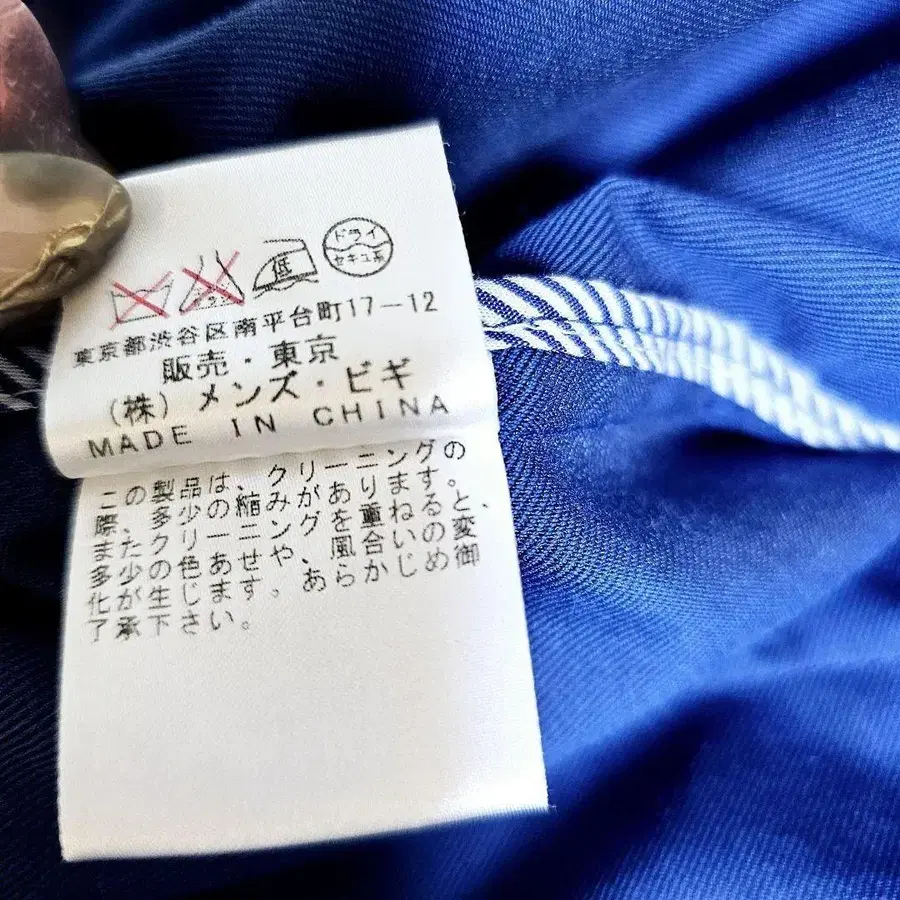 ドライ
セキユ系
低
東京都渋谷区南平台町17-12
販売・東京
(株) メンズ・ビギ
MADE IN CHINA
この製品は、クリーニングの
際、多少の縮みがあります。
またクリーニングを重ねると、
多少の色あせや、風合いの変
化が生じます。あらかじめ御
了承下さい。